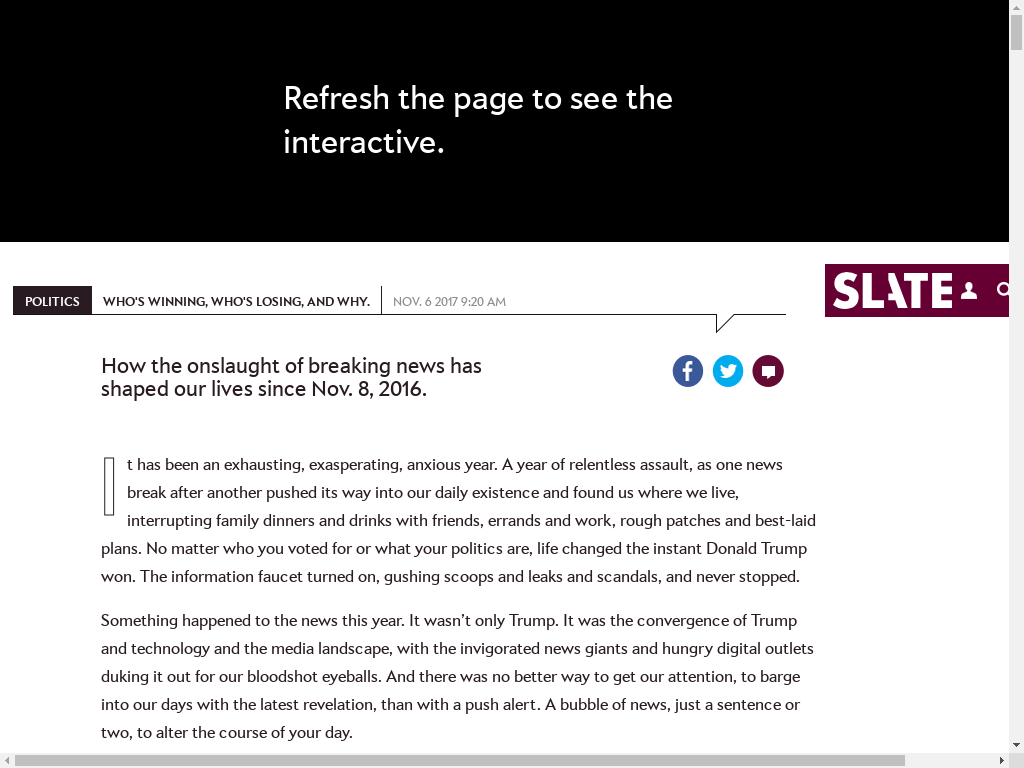 Refresh the page to see the
interactive.
SLATE
POLITICS WHO'S WINNING, WHO'S LOSING, AND WHY. NOV. 6 2017 9:20 AM
How the onslaught of breaking news has
shaped our lives since Nov. 8, 2016.
It has been an exhausting, exasperating, anxious year. A year of relentless assault, as one news
break after another pushed its way into our daily existence and found us where we live,
interrupting family dinners and drinks with friends, errands and work, rough patches and best-laid
plans. No matter who you voted for or what your politics are, life changed the instant Donald Trump
won. The information faucet turned on, gushing scoops and leaks and scandals, and never stopped.
Something happened to the news this year. It wasn’t only Trump. It was the convergence of Trump
and technology and the media landscape, with the invigorated news giants and hungry digital outlets
duking it out for our bloodshot eyeballs. And there was no better way to get our attention, to barge
into our days with the latest revelation, than with a push alert. A bubble of news, just a sentence or
two, to alter the course of your day.